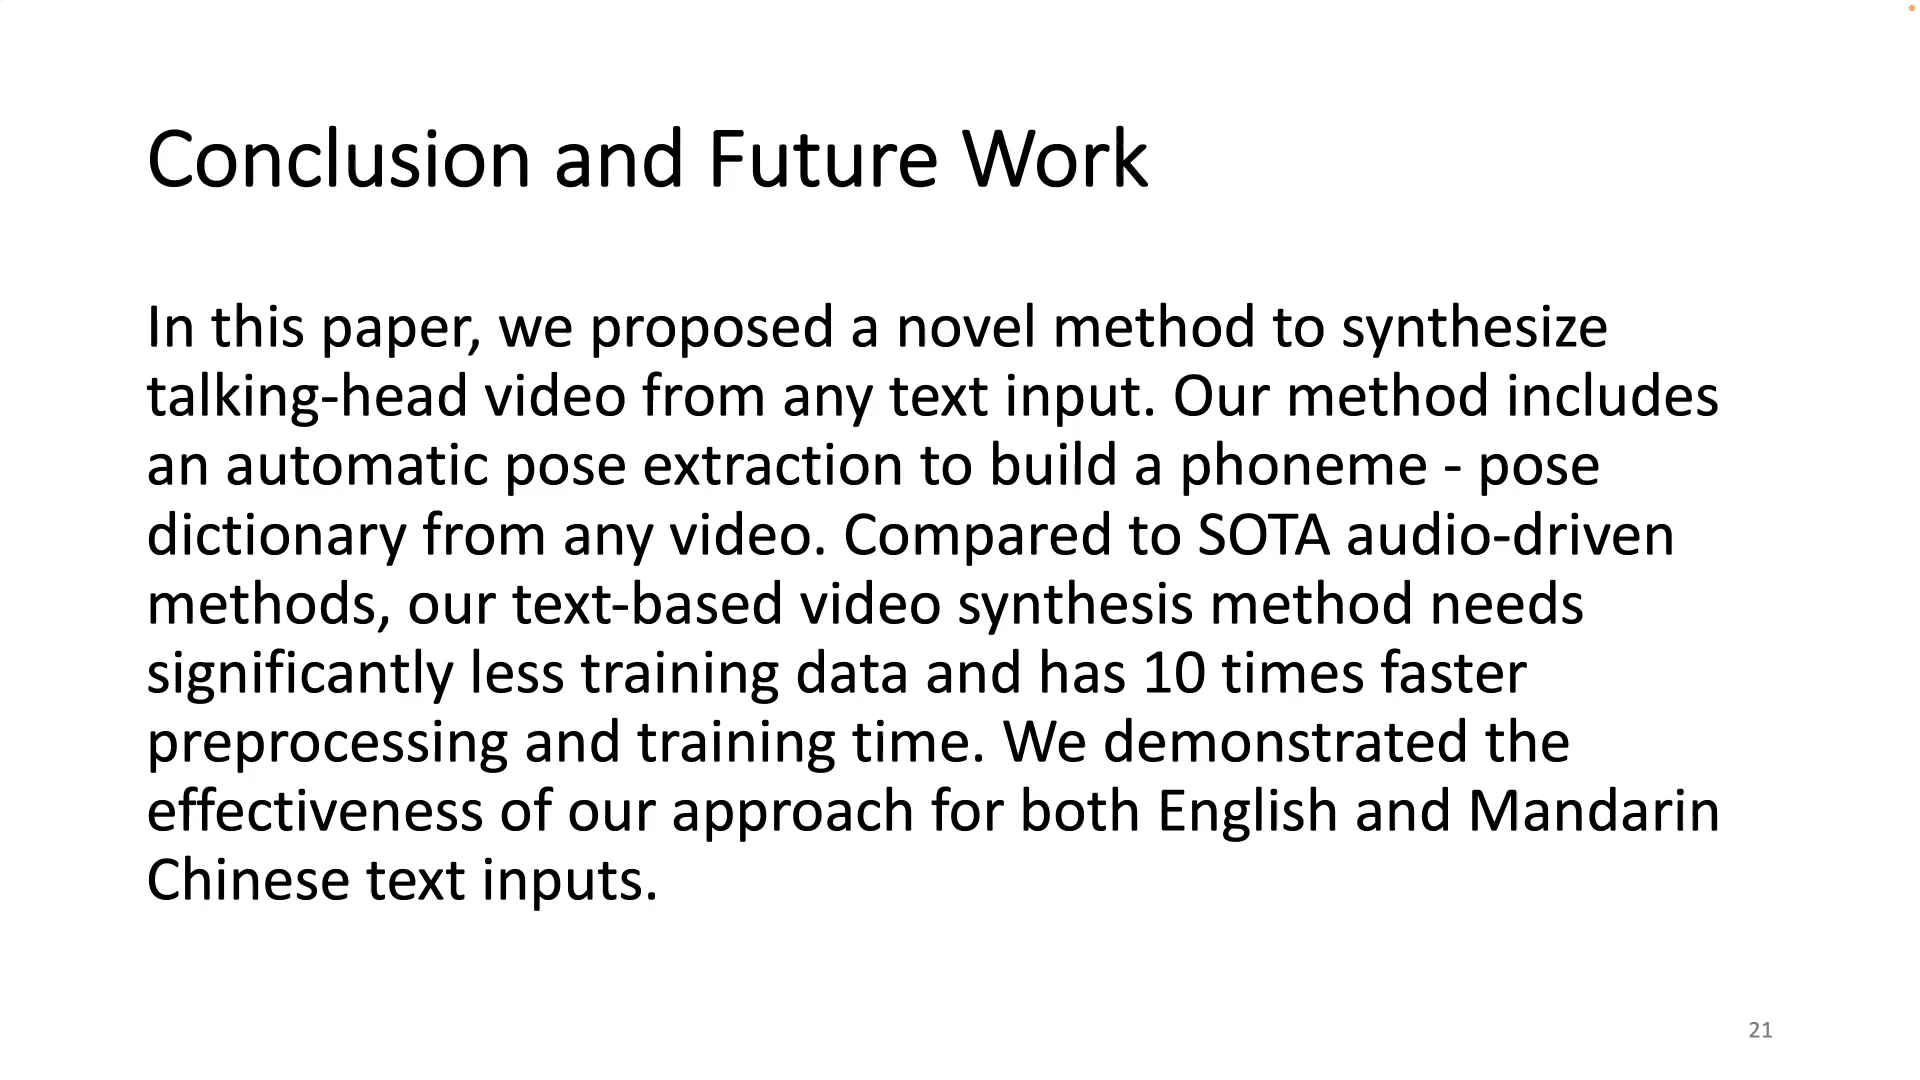 Conclusion and Future Work
In this paper, we proposed a novel method to synthesize
talking-head video from any text input. Our method includes
an automatic pose extraction to build a phoneme - pose
dictionary from any video. Compared to SOTA audio-driven
methods, our text-based video synthesis method needs
significantly less training data and has 10 times faster
preprocessing and training time. We demonstrated the
effectiveness of our approach for both English and Mandarin
Chinese text inputs.
21